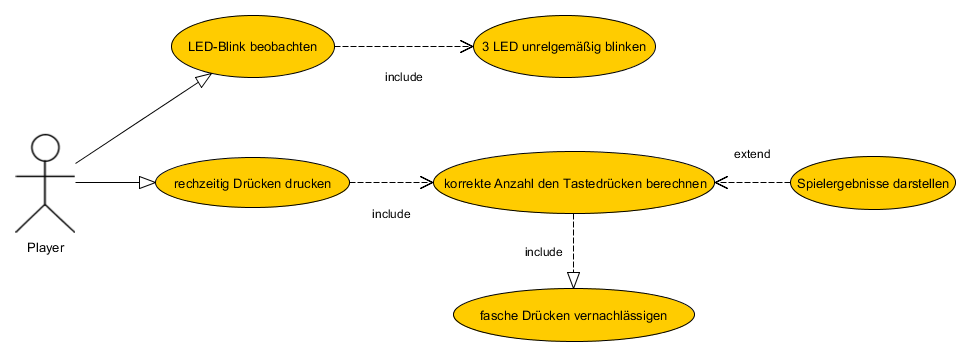 LED-Blink beobachten
3 LED unrelgemäßig blinken
include
extend
rechzeitig Drücken drucken
korrekte Anzahl den Tastedrücken berechnen
Spielergebnisse darstellen
include
Player
include
fasche Drücken vernachlässigen